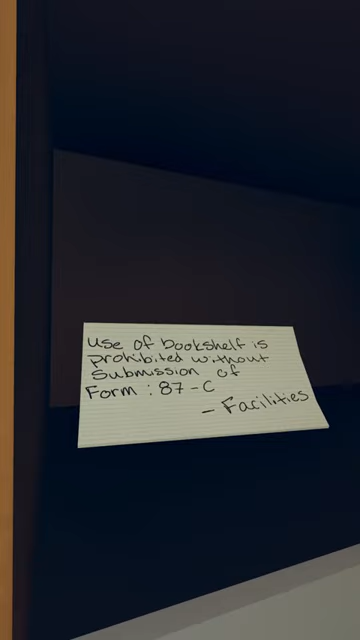 use of bookshelf is
prohibited without
Submission of
Form : 87-C
- Facilities